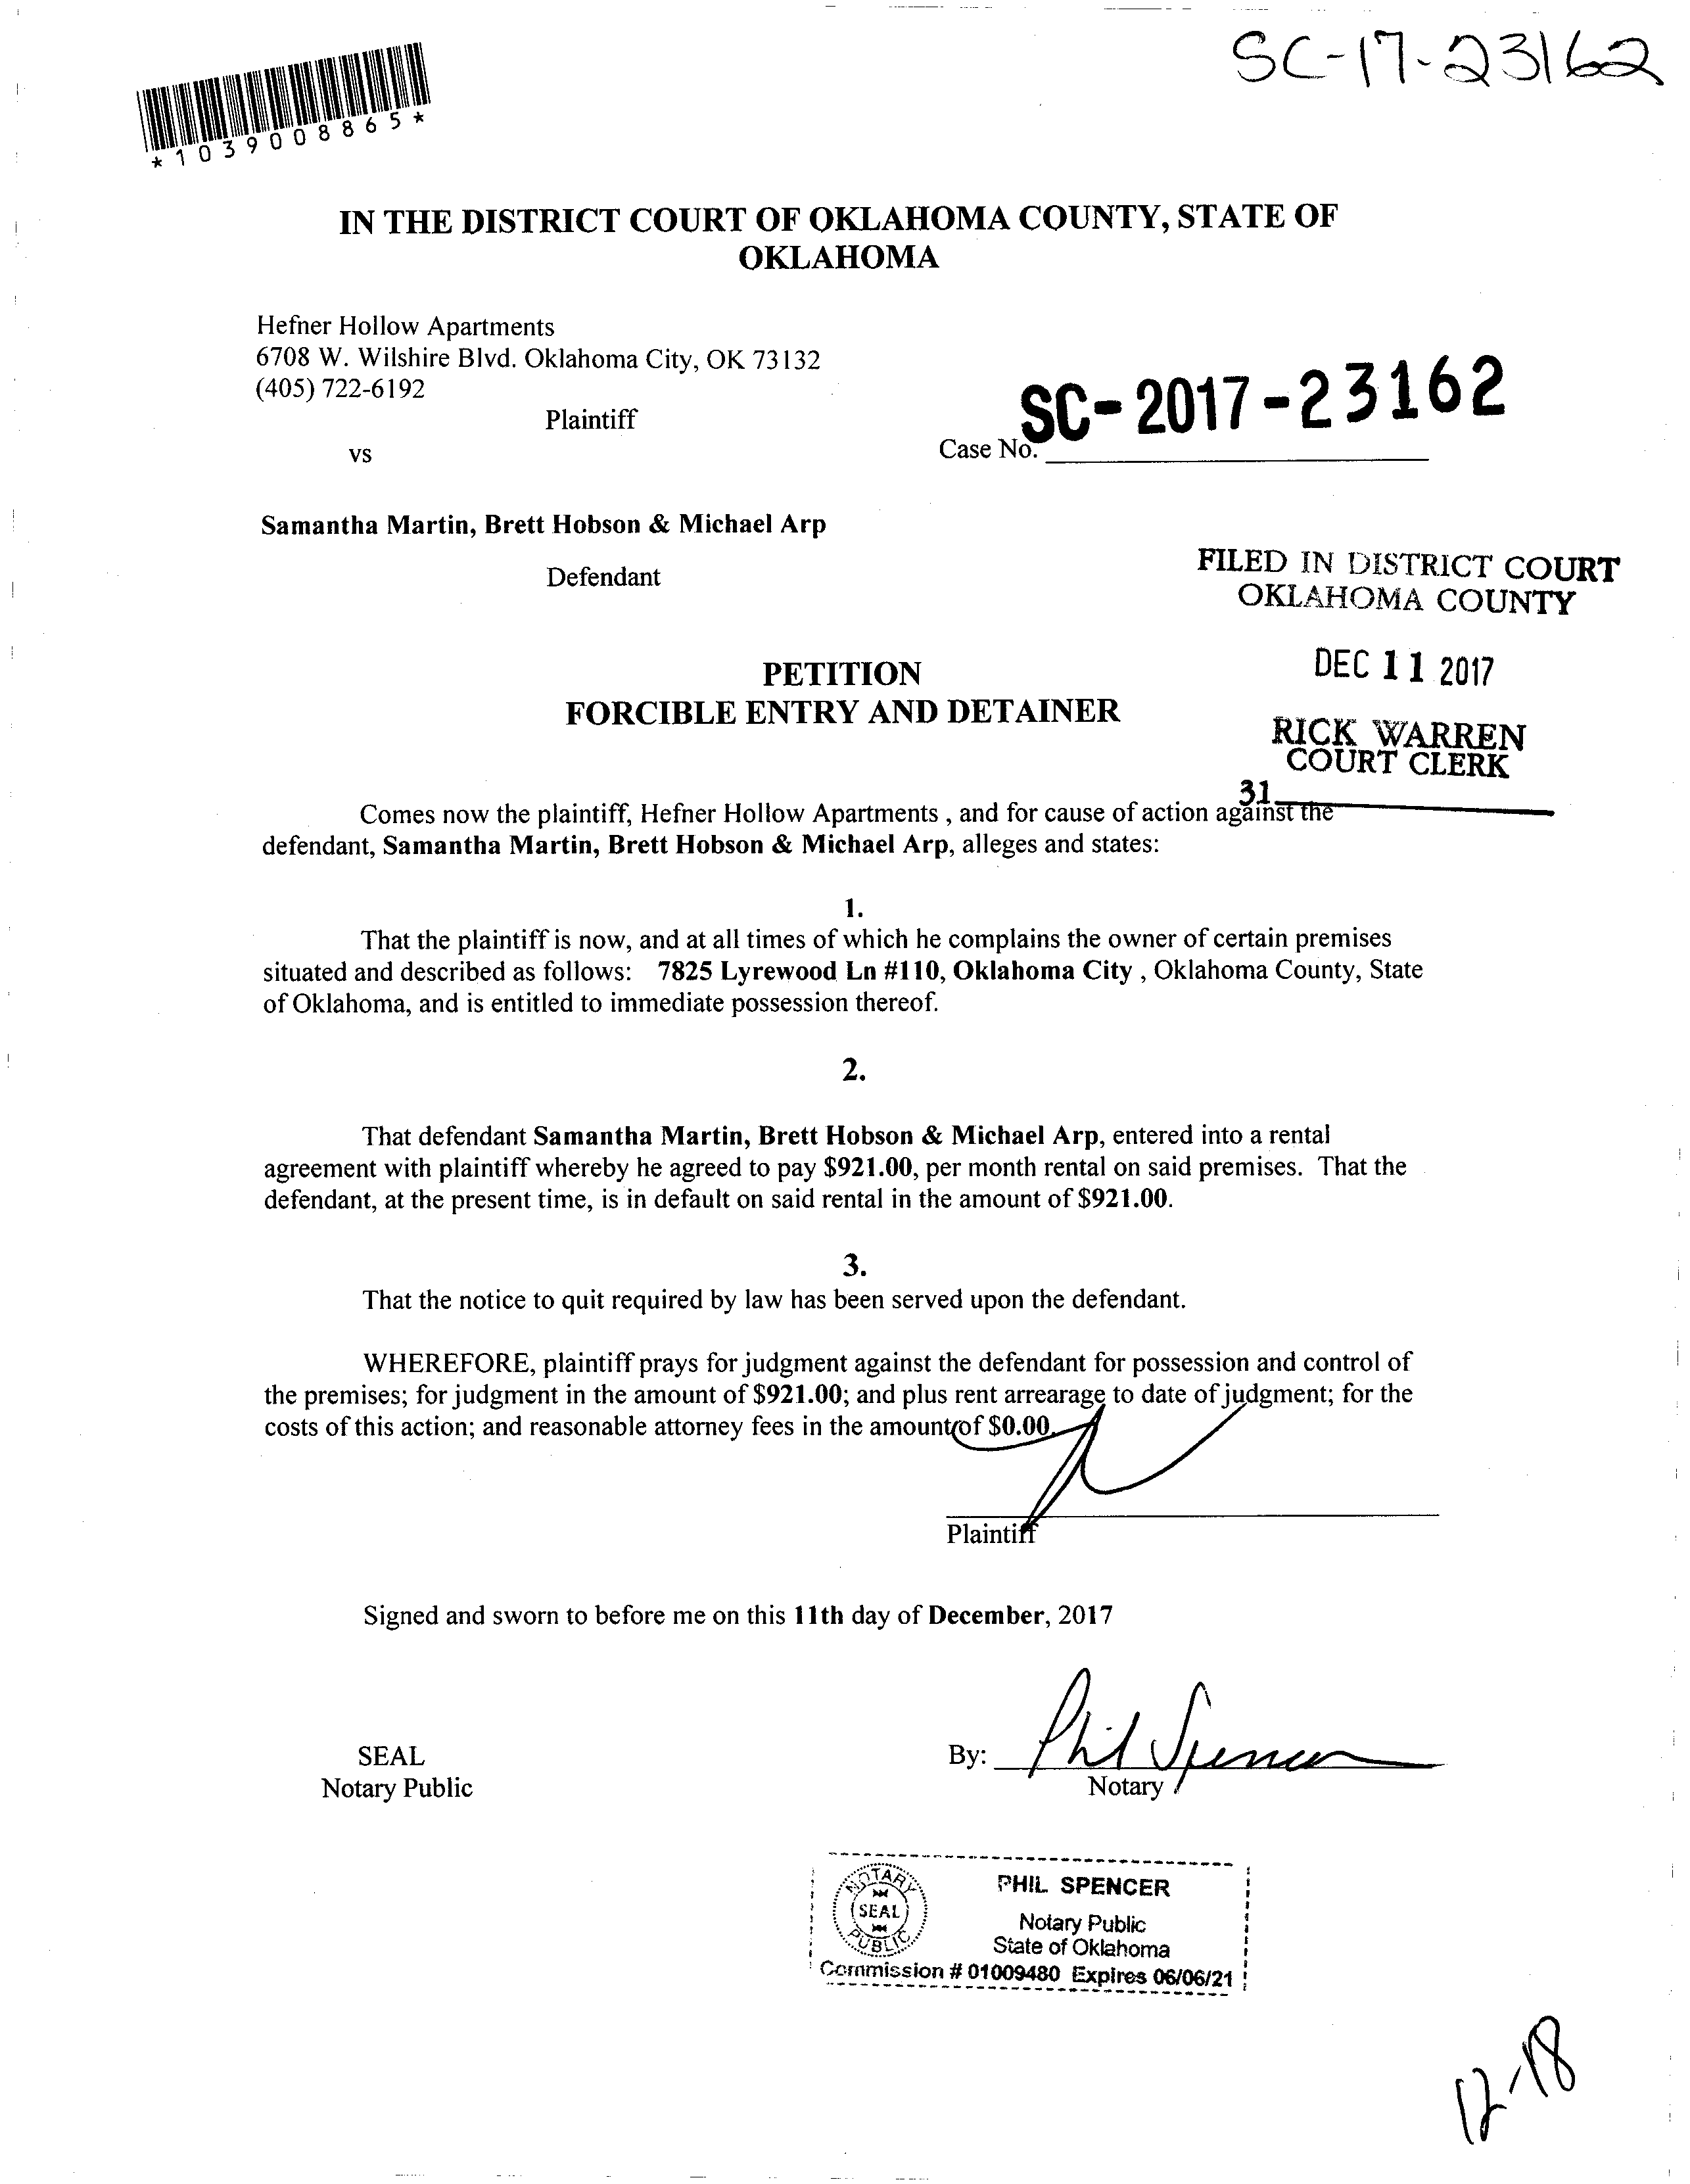 SC-17-23162
*1039008865*
IN THE DISTRICT COURT OF OKLAHOMA COUNTY, STATE OF
OKLAHOMA
Hefner Hollow Apartments
6708 W. Wilshire Blvd. Oklahoma City, OK 73132
(405) 722-6192
Plaintiff
vs
SC-2017-23162
Case No.
Samantha Martin, Brett Hobson & Michael Arp
Defendant
FILED IN DISTRICT COURT
OKLAHOMA COUNTY
DEC 11 2017
RICK WARREN
COURT CLERK
31
PETITION
FORCIBLE ENTRY AND DETAINER
Comes now the plaintiff, Hefner Hollow Apartments , and for cause of action against the
defendant, Samantha Martin, Brett Hobson & Michael Arp, alleges and states:
1.
That the plaintiff is now, and at all times of which he complains the owner of certain premises
situated and described as follows: 7825 Lyrewood Ln #110, Oklahoma City , Oklahoma County, State
of Oklahoma, and is entitled to immediate possession thereof.
2.
That defendant Samantha Martin, Brett Hobson & Michael Arp, entered into a rental
agreement with plaintiff whereby he agreed to pay $921.00, per month rental on said premises. That the
defendant, at the present time, is in default on said rental in the amount of $921.00.
3.
That the notice to quit required by law has been served upon the defendant.
WHEREFORE, plaintiff prays for judgment against the defendant for possession and control of
the premises; for judgment in the amount of $921.00; and plus rent arrearage to date of judgment; for the
costs of this action; and reasonable attorney fees in the amount of $0.00.
Plaintiff
Signed and sworn to before me on this 11th day of December, 2017
SEAL
Notary Public
By: Phil Spencer
Notary
NOTARY
SEAL
PUBLIC
PHIL SPENCER
Notary Public
State of Oklahoma
Commission # 01009480 Expires 06/06/21
12-18